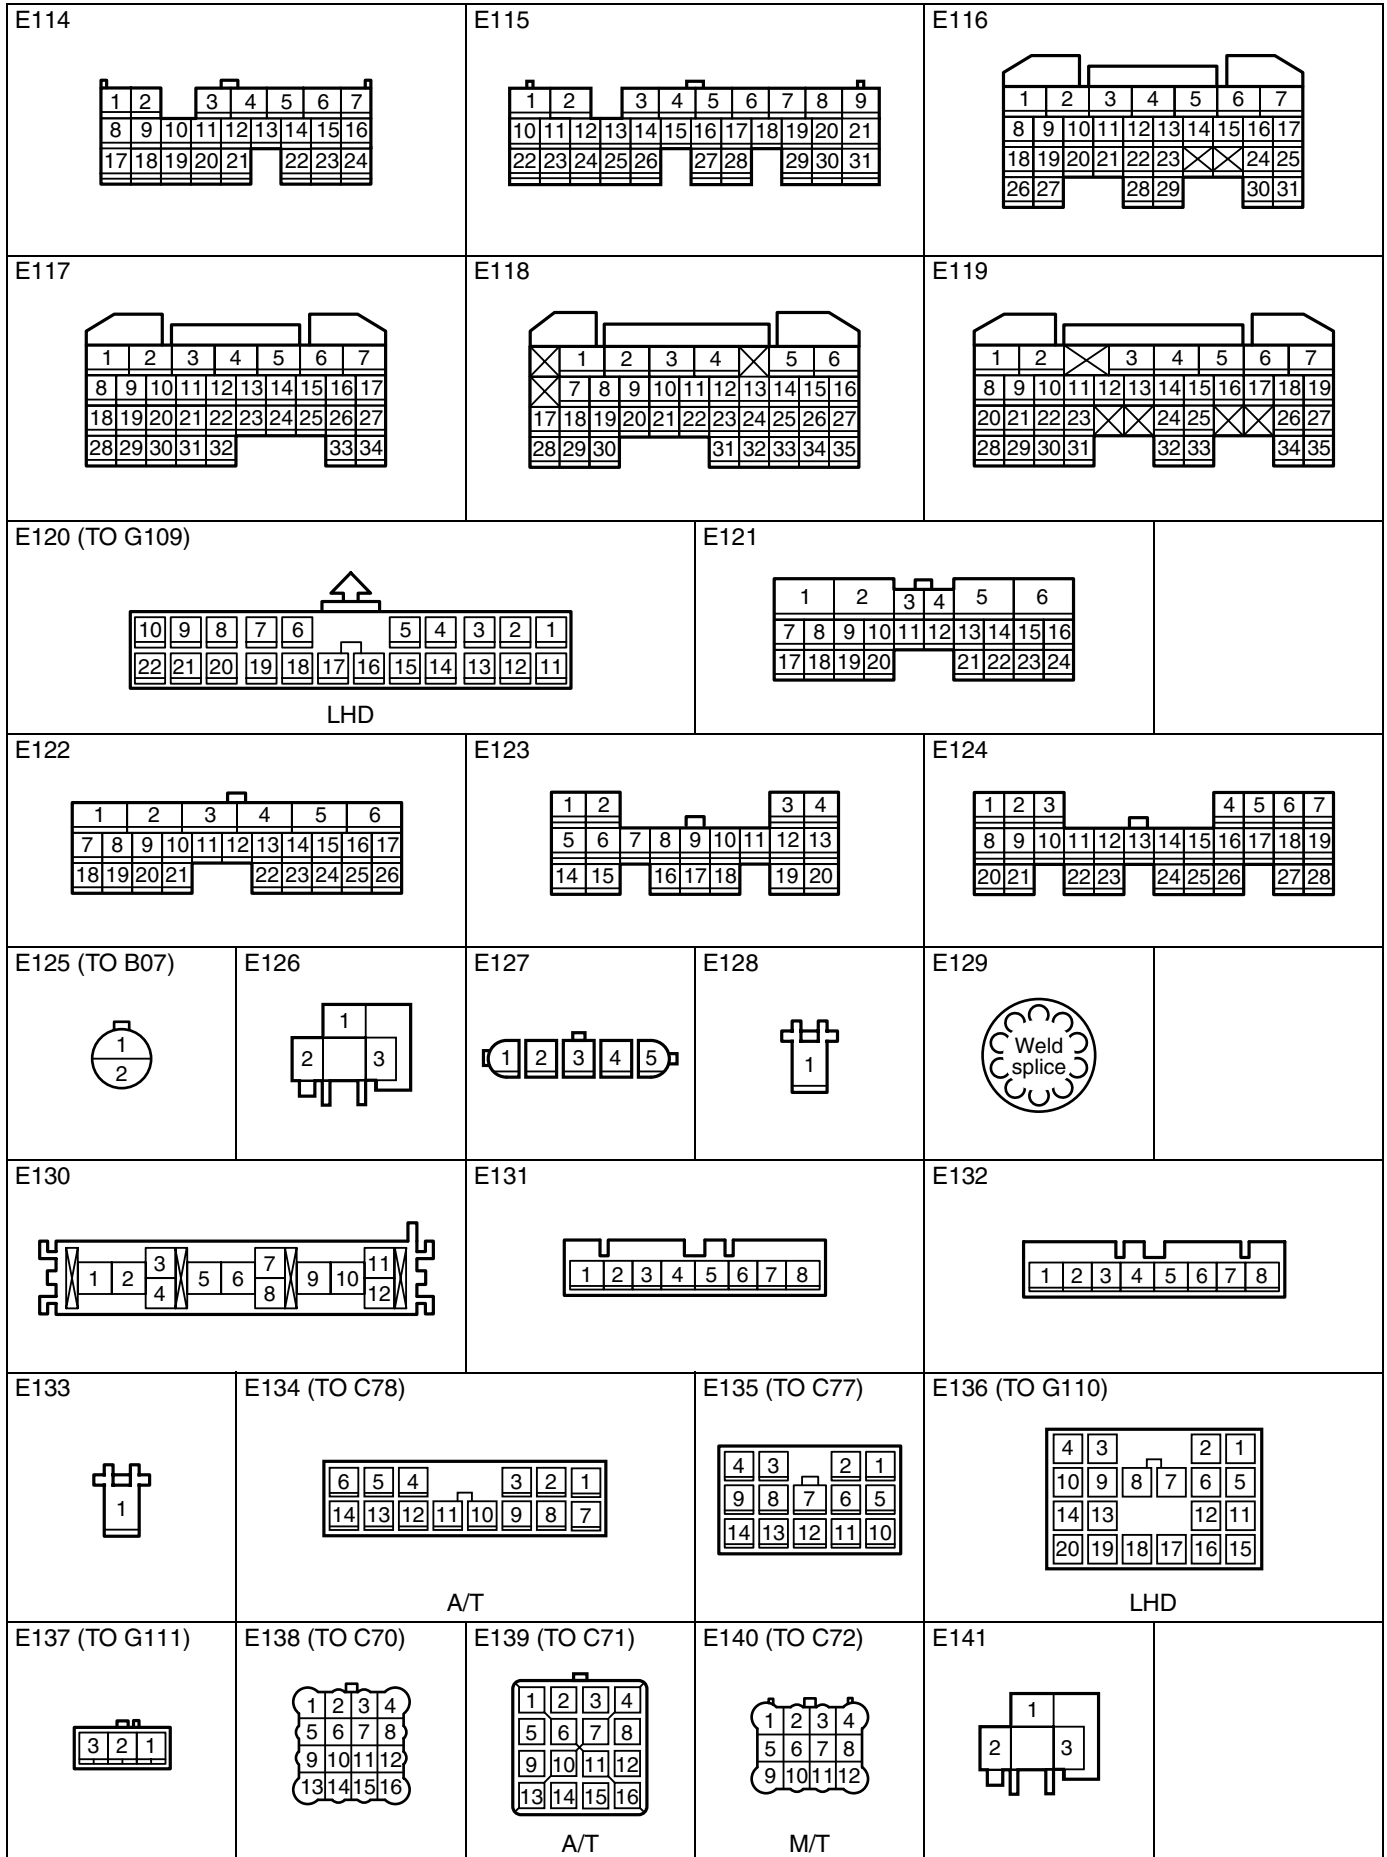 E114
1 2 3 4 5 6 7
8 9 10 11 12 13 14 15 16
17 18 19 20 21 22 23 24
E115
1 2 3 4 5 6 7 8 9
10 11 12 13 14 15 16 17 18 19 20 21
22 23 24 25 26 27 28 29 30 31
E116
1 2 3 4 5 6 7
8 9 10 11 12 13 14 15 16 17
18 19 20 21 22 23 24 25
26 27 28 29 30 31
E117
1 2 3 4 5 6 7
8 9 10 11 12 13 14 15 16 17
18 19 20 21 22 23 24 25 26 27
28 29 30 31 32 33 34
E118
1 2 3 4 5 6
7 8 9 10 11 12 13 14 15 16
17 18 19 20 21 22 23 24 25 26 27
28 29 30 31 32 33 34 35
E119
1 2 3 4 5 6 7
8 9 10 11 12 13 14 15 16 17 18 19
20 21 22 23 24 25 26 27
28 29 30 31 32 33 34 35
E120 (TO G109)
10 9 8 7 6 5 4 3 2 1
22 21 20 19 18 17 16 15 14 13 12 11
LHD
E121
1 2 3 4 5 6
7 8 9 10 11 12 13 14 15 16
17 18 19 20 21 22 23 24
E122
1 2 3 4 5 6
7 8 9 10 11 12 13 14 15 16 17
18 19 20 21 22 23 24 25 26
E123
1 2 3 4
5 6 7 8 9 10 11 12 13
14 15 16 17 18 19 20
E124
1 2 3 4 5 6 7
8 9 10 11 12 13 14 15 16 17 18 19
20 21 22 23 24 25 26 27 28
E125 (TO B07)
1
2
E126
1
2 3
E127
1 2 3 4 5
E128
1
E129
Weld
splice
E130
1 2 3 5 6 7 9 10 11
4 8 12
E131
1 2 3 4 5 6 7 8
E132
1 2 3 4 5 6 7 8
E133
1
E134 (TO C78)
6 5 4 3 2 1
14 13 12 11 10 9 8 7
A/T
E135 (TO C77)
4 3 2 1
9 8 7 6 5
14 13 12 11 10
E136 (TO G110)
4 3 2 1
10 9 8 7 6 5
14 13 12 11
20 19 18 17 16 15
LHD
E137 (TO G111)
3 2 1
E138 (TO C70)
1 2 3 4
5 6 7 8
9 10 11 12
13 14 15 16
E139 (TO C71)
1 2 3 4
5 6 7 8
9 10 11 12
13 14 15 16
A/T
E140 (TO C72)
1 2 3 4
5 6 7 8
9 10 11 12
M/T
E141
1
2 3